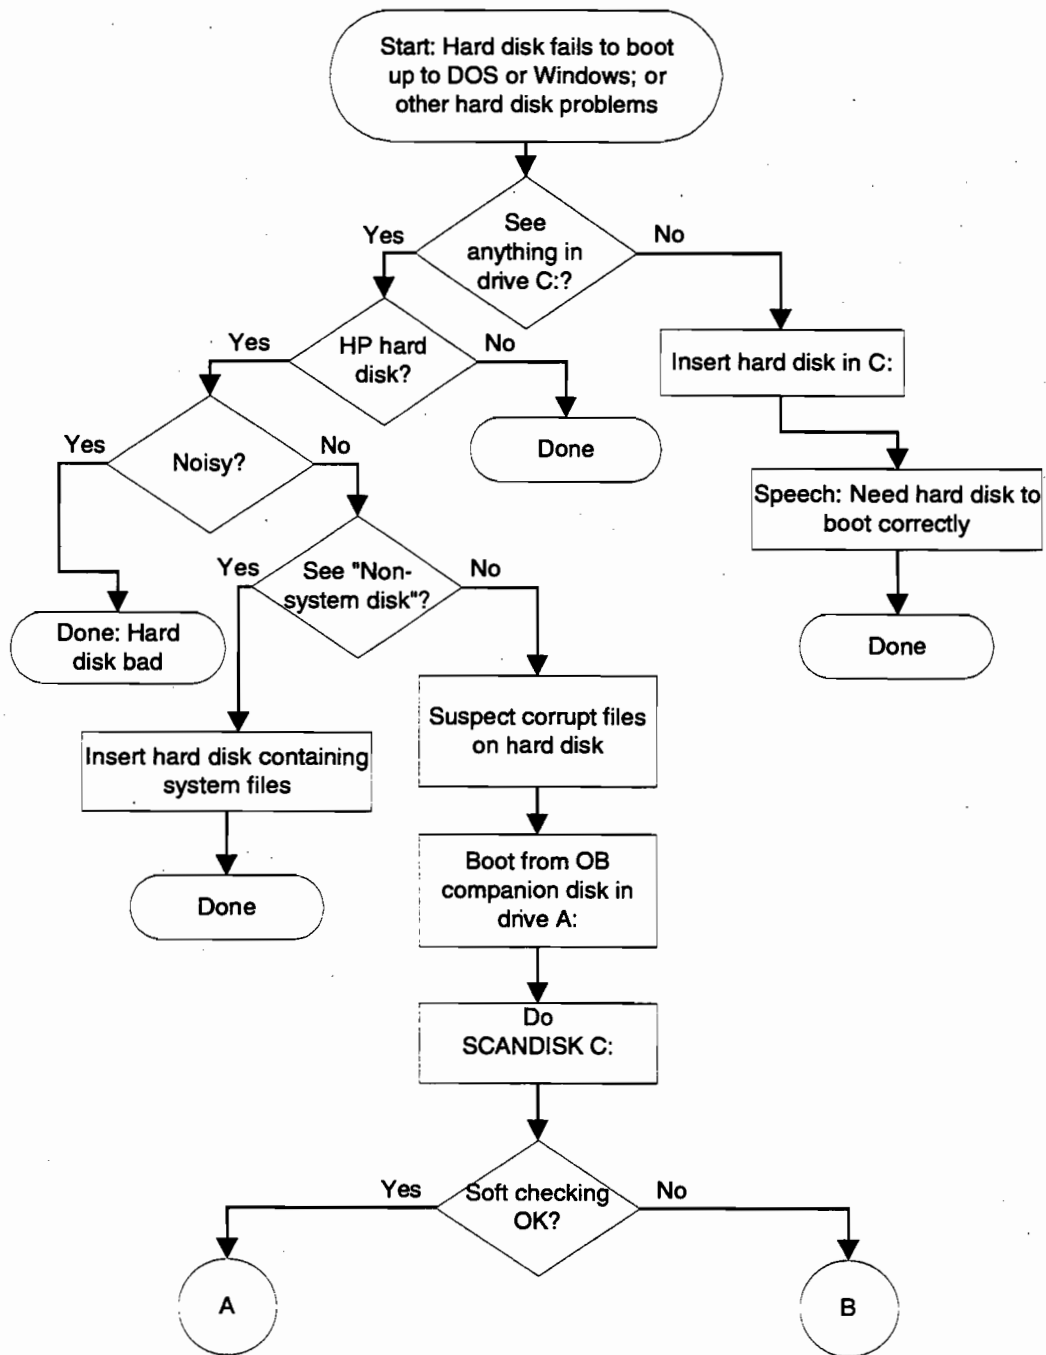 Start: Hard disk fails to boot
up to DOS or Windows; or
other hard disk problems
See
anything in
drive C:?
Yes
No
HP hard
disk?
Yes
No
Insert hard disk in C:
Done
Noisy?
Yes
No
Speech: Need hard disk to
boot correctly
See "Non-
system disk"?
Yes
No
Done: Hard
disk bad
Done
Suspect corrupt files
on hard disk
Insert hard disk containing
system files
Boot from OB
companion disk in
drive A:
Done
Do
SCANDISK C:
Soft checking
OK?
Yes
No
A
B